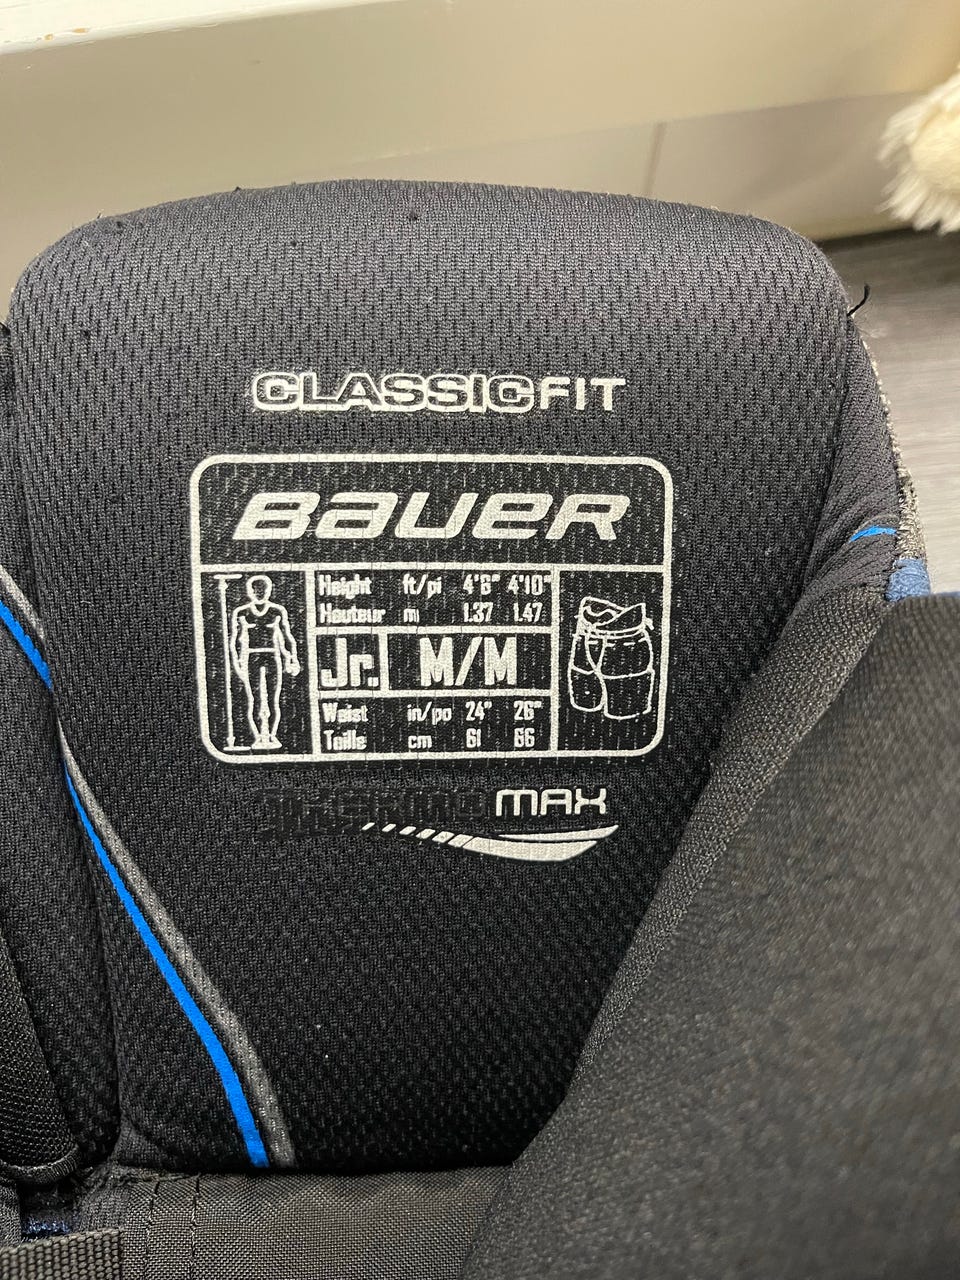 CLASSICFIT
BAUER
Height ft/pi 4'6" 4'10"
Hauteur m 1.37 1.47
Jr. M/M
Waist in/po 24" 26"
Taille cm 61 66
THERMO MAX